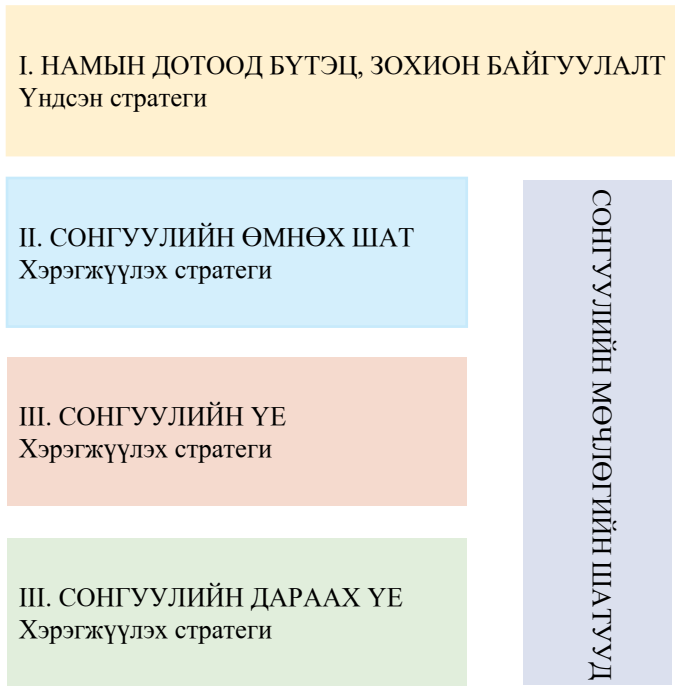 I. НАМЫН ДОТООД БҮТЭЦ, ЗОХИОН БАЙГУУЛАЛТ
Үндсэн стратеги
II. СОНГУУЛИЙН ӨМНӨХ ШАТ
Хэрэгжүүлэх стратеги
III. СОНГУУЛИЙН ҮЕ
Хэрэгжүүлэх стратеги
III. СОНГУУЛИЙН ДАРААХ ҮЕ
Хэрэгжүүлэх стратеги
СОНГУУЛИЙН МӨЧЛӨГИЙН ШАТУУД